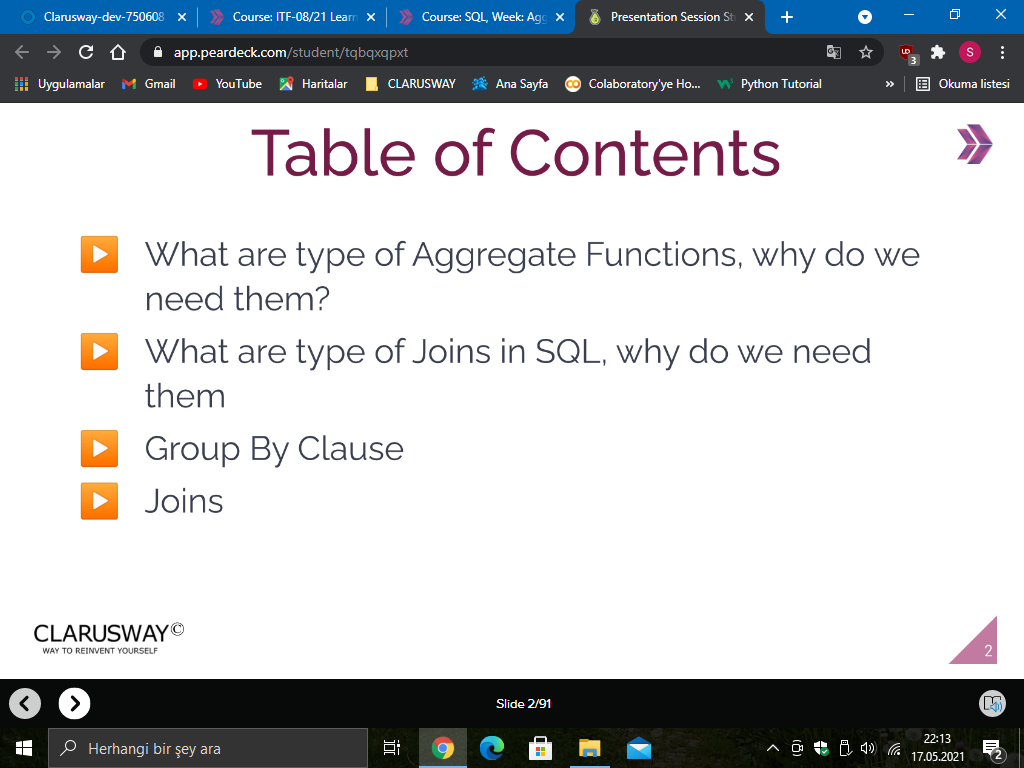 Clarusway-dev-750608
Course: ITF-08/21 Learn
Course: SQL, Week: Agg
Presentation Session St
app.peardeck.com/student/tqbqxqpxt
UD
3
S
Uygulamalar
Gmail
YouTube
Haritalar
CLARUSWAY
Ana Sayfa
Colaboratory'ye Ho...
Python Tutorial
»
Okuma listesi
Table of Contents
What are type of Aggregate Functions, why do we
need them?
What are type of Joins in SQL, why do we need
them
Group By Clause
Joins
CLARUSWAY©
WAY TO REINVENT YOURSELF
2
Slide 2/91
Herhangi bir şey ara
22:13
17.05.2021
2